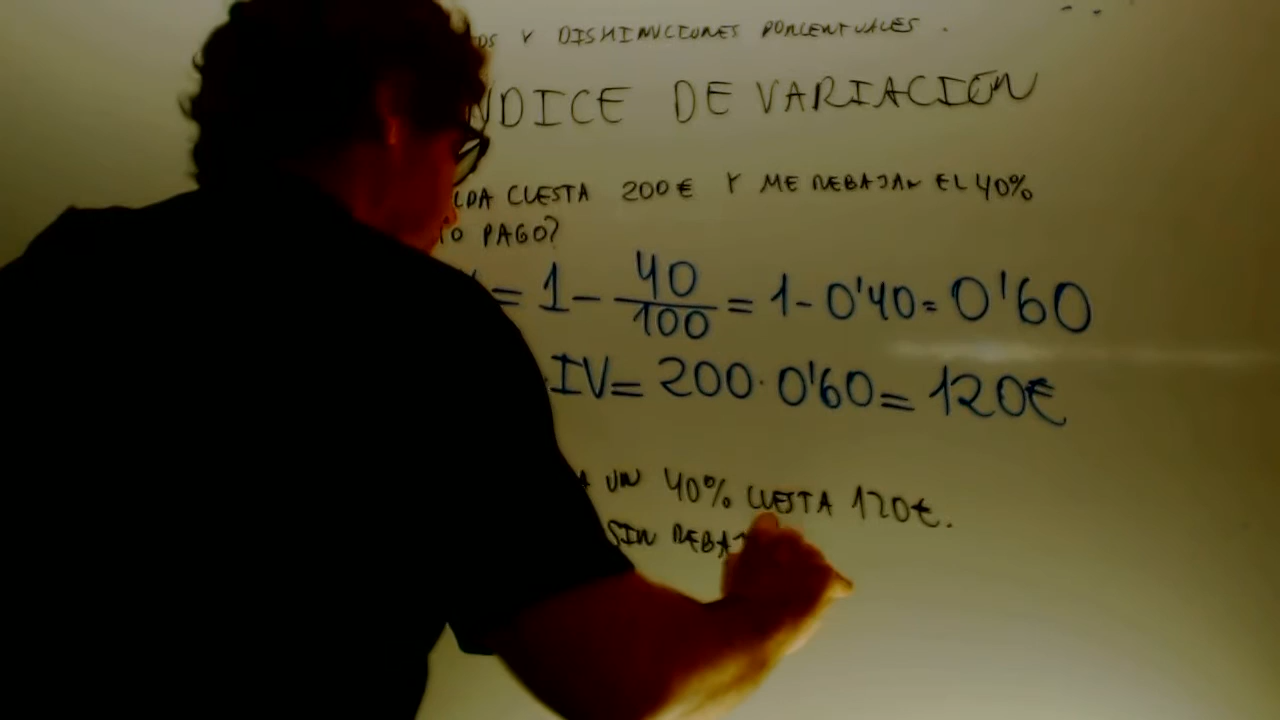 Y DISMINUCIONES PORCENTUALES.
NDICE DE VARIACIÓN
CUESTA 200€ Y ME REBAJAN EL 40%
PAGO?
= 1 - 40/100 = 1 - 0'40 = 0'60
· IV = 200 · 0'60 = 120€
UN 40% CUESTA 120€.
SIN REBA